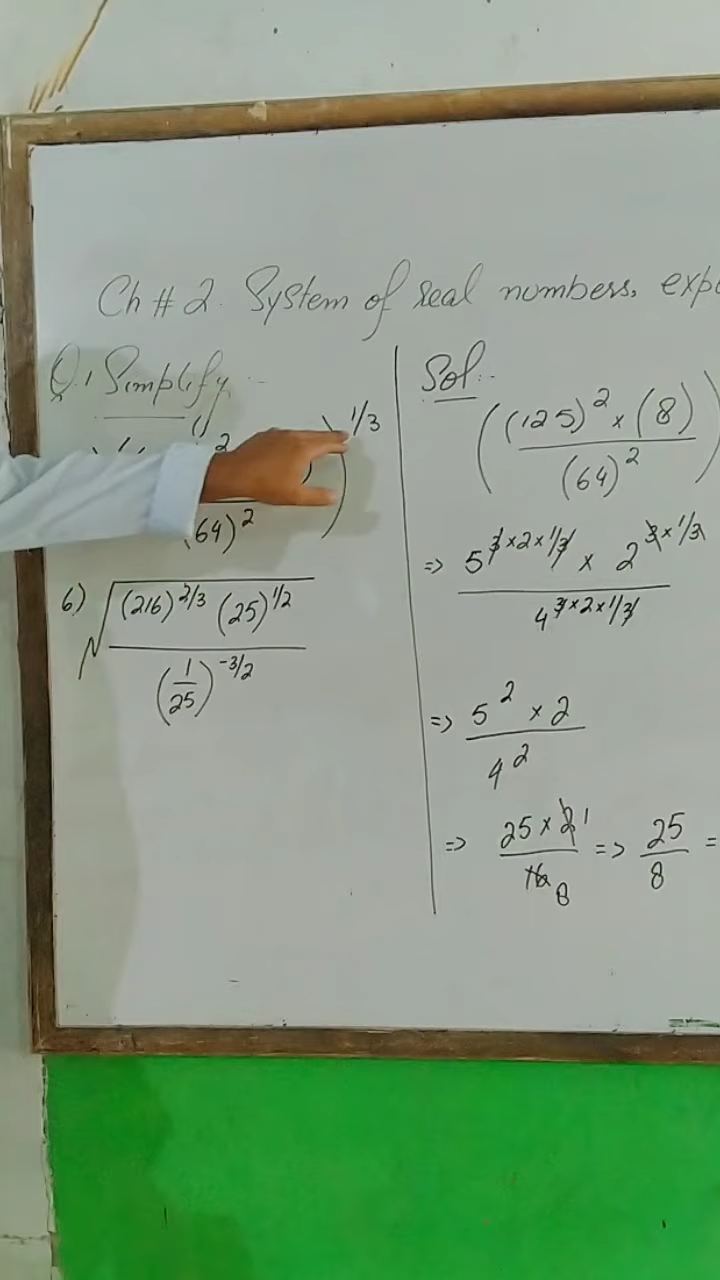 Ch # 2. System of real numbers, expo
Q.1 Simplify:-
2 ) 1/3
(64)^2
6) √((216)^2/3 (25)^1/2 / (1/25)^-3/2)
Sol:-
((125)^2 × (8) / (64)^2)
=> 5^3×2×1/3 × 2^3×1/3 / 4^3×2×1/3
=> 5^2 × 2 / 4^2
=> 25 × 2 1 / 16 8 => 25/8 =